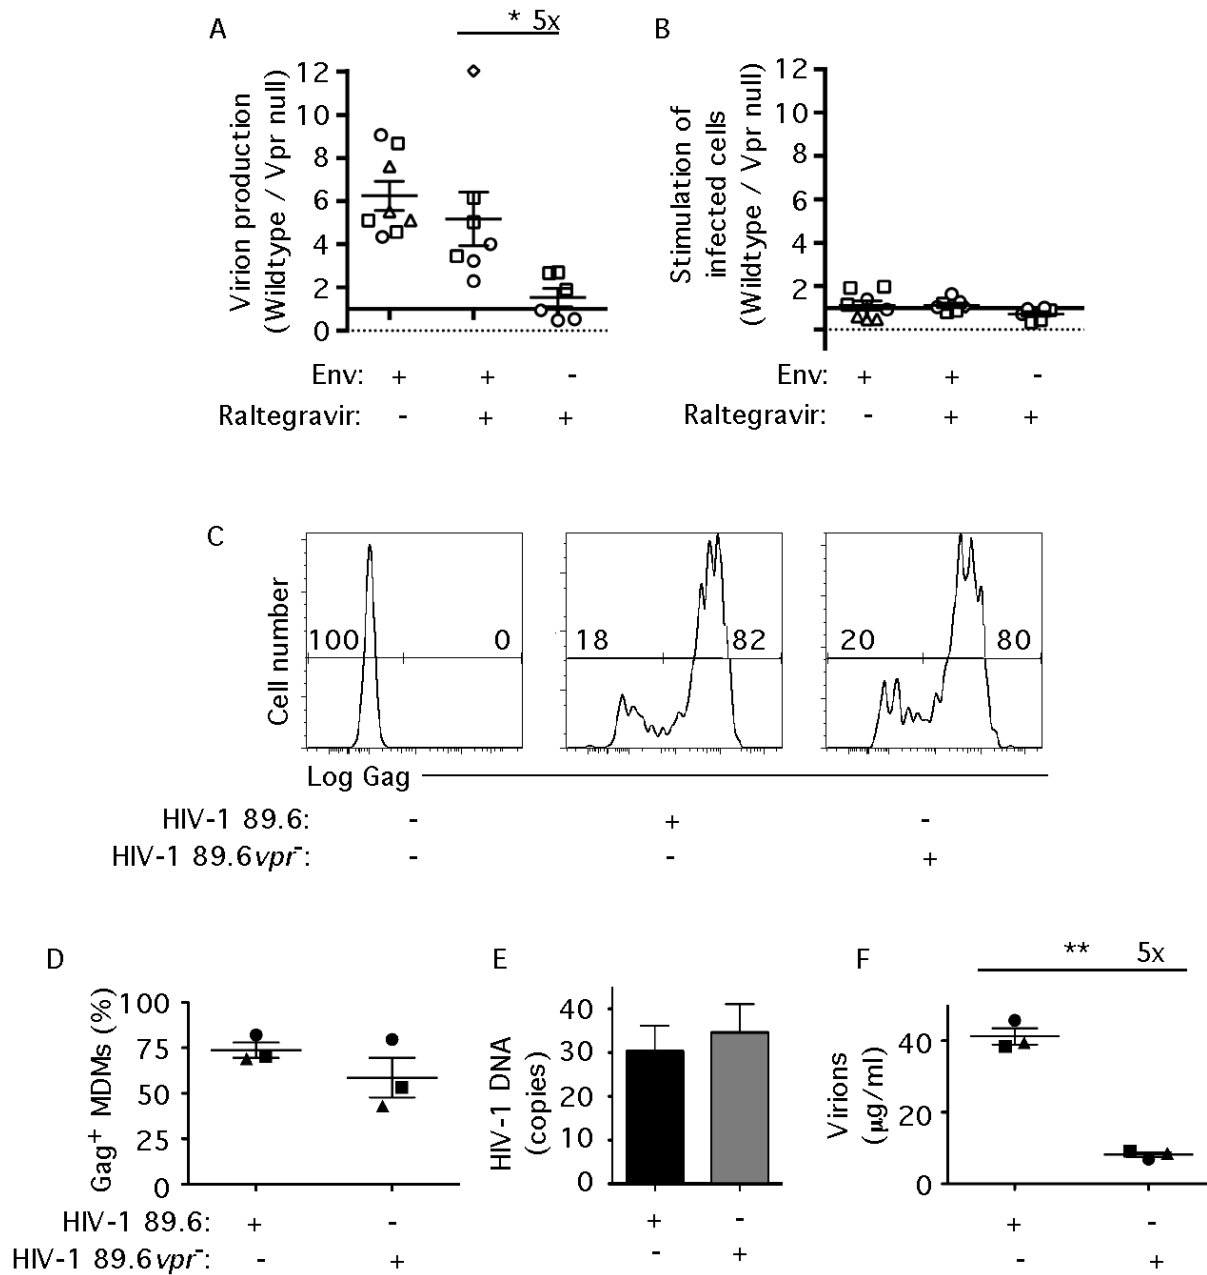 A
* 5x
Virion production
(Wildtype / Vpr null)
12
10
8
6
4
2
0
Env: + + -
Raltegravir: - + +
B
Stimulation of
infected cells
(Wildtype / Vpr null)
12
10
8
6
4
2
Env: + + -
Raltegravir: - + +
C
Cell number
100 0
18 82
20 80
Log Gag
HIV-1 89.6: - + -
HIV-1 89.6vpr⁻: - - +
D
Gag⁺ MDMs (%)
100
75
50
25
0
HIV-1 89.6: + -
HIV-1 89.6vpr⁻: - +
E
HIV-1 DNA
(copies)
40
30
20
10
0
+ -
- +
F
** 5x
Virions
(µg/ml)
40
20
0
+ -
- +